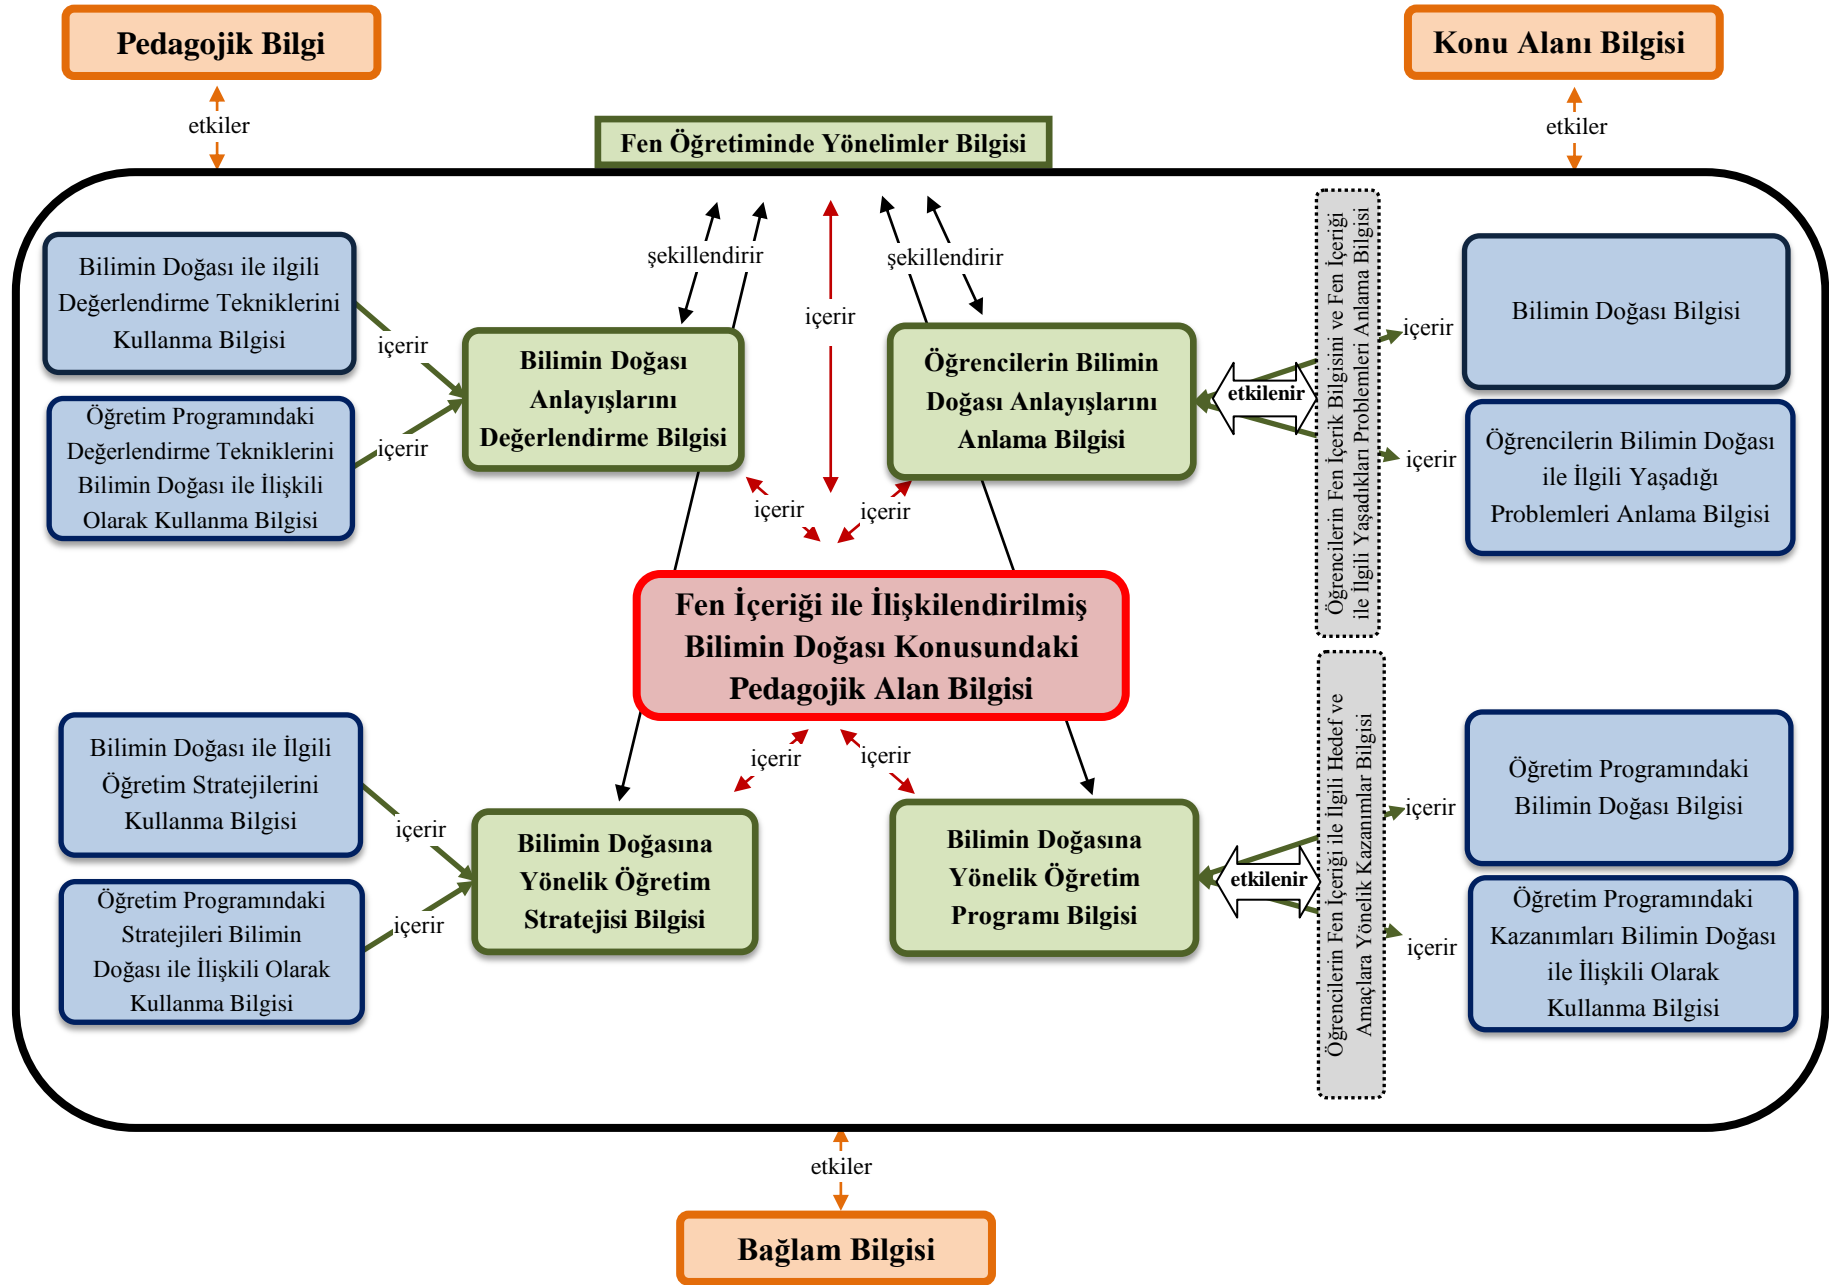 Pedagojik Bilgi
Konu Alanı Bilgisi
etkiler
etkiler
Fen Öğretiminde Yönelimler Bilgisi
şekillendirir
içerir
şekillendirir
Bilimin Doğası ile ilgili
Değerlendirme Tekniklerini
Kullanma Bilgisi
içerir
Öğretim Programındaki
Değerlendirme Tekniklerini
Bilimin Doğası ile İlişkili
Olarak Kullanma Bilgisi
içerir
Bilimin Doğası
Anlayışlarını
Değerlendirme Bilgisi
Öğrencilerin Bilimin
Doğası Anlayışlarını
Anlama Bilgisi
etkilenir
Öğrencilerin Fen İçerik Bilgisini ve Fen İçeriği
ile İlgili Yaşadıkları Problemleri Anlama Bilgisi
içerir
Bilimin Doğası Bilgisi
içerir
Öğrencilerin Bilimin Doğası
ile İlgili Yaşadığı
Problemleri Anlama Bilgisi
içerir
içerir
Fen İçeriği ile İlişkilendirilmiş
Bilimin Doğası Konusundaki
Pedagojik Alan Bilgisi
içerir
içerir
Bilimin Doğası ile İlgili
Öğretim Stratejilerini
Kullanma Bilgisi
içerir
Öğretim Programındaki
Stratejileri Bilimin
Doğası ile İlişkili Olarak
Kullanma Bilgisi
içerir
Bilimin Doğasına
Yönelik Öğretim
Stratejisi Bilgisi
Bilimin Doğasına
Yönelik Öğretim
Programı Bilgisi
etkilenir
Öğrencilerin Fen İçeriği ile İlgili Hedef ve
Amaçlara Yönelik Kazanımlar Bilgisi
içerir
Öğretim Programındaki
Bilimin Doğası Bilgisi
içerir
Öğretim Programındaki
Kazanımları Bilimin Doğası
ile İlişkili Olarak
Kullanma Bilgisi
etkiler
Bağlam Bilgisi